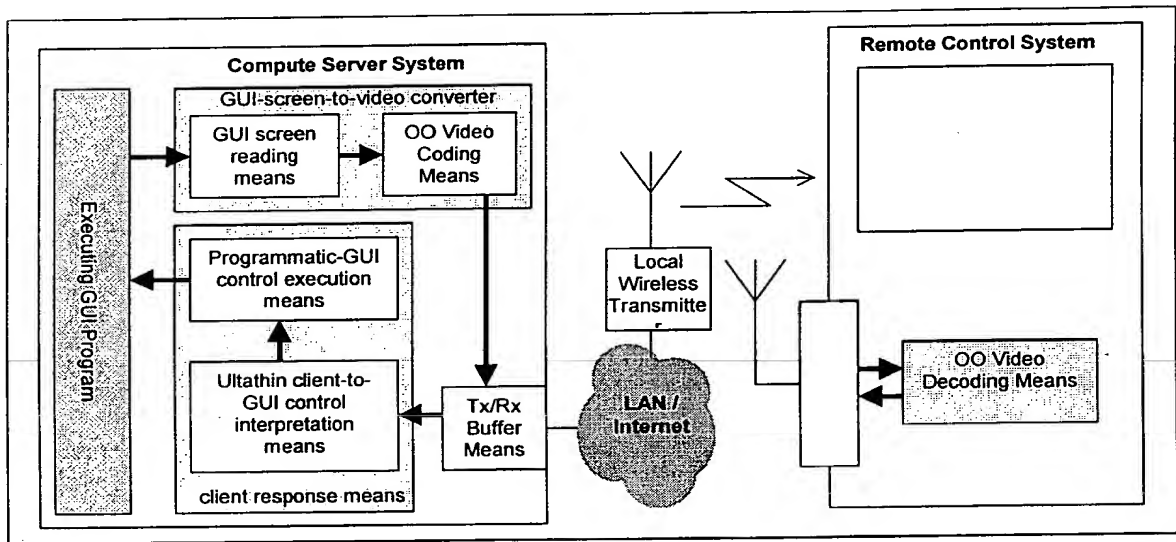 Compute Server System
GUI-screen-to-video converter
GUI screen
reading
means
OO Video
Coding
Means
Executing GUI Program
Programmatic-GUI
control execution
means
Ultathin client-to-
GUI control
interpretation
means
client response means
Tx/Rx
Buffer
Means
Local
Wireless
Transmitte
r
LAN /
Internet
Remote Control System
OO Video
Decoding Means